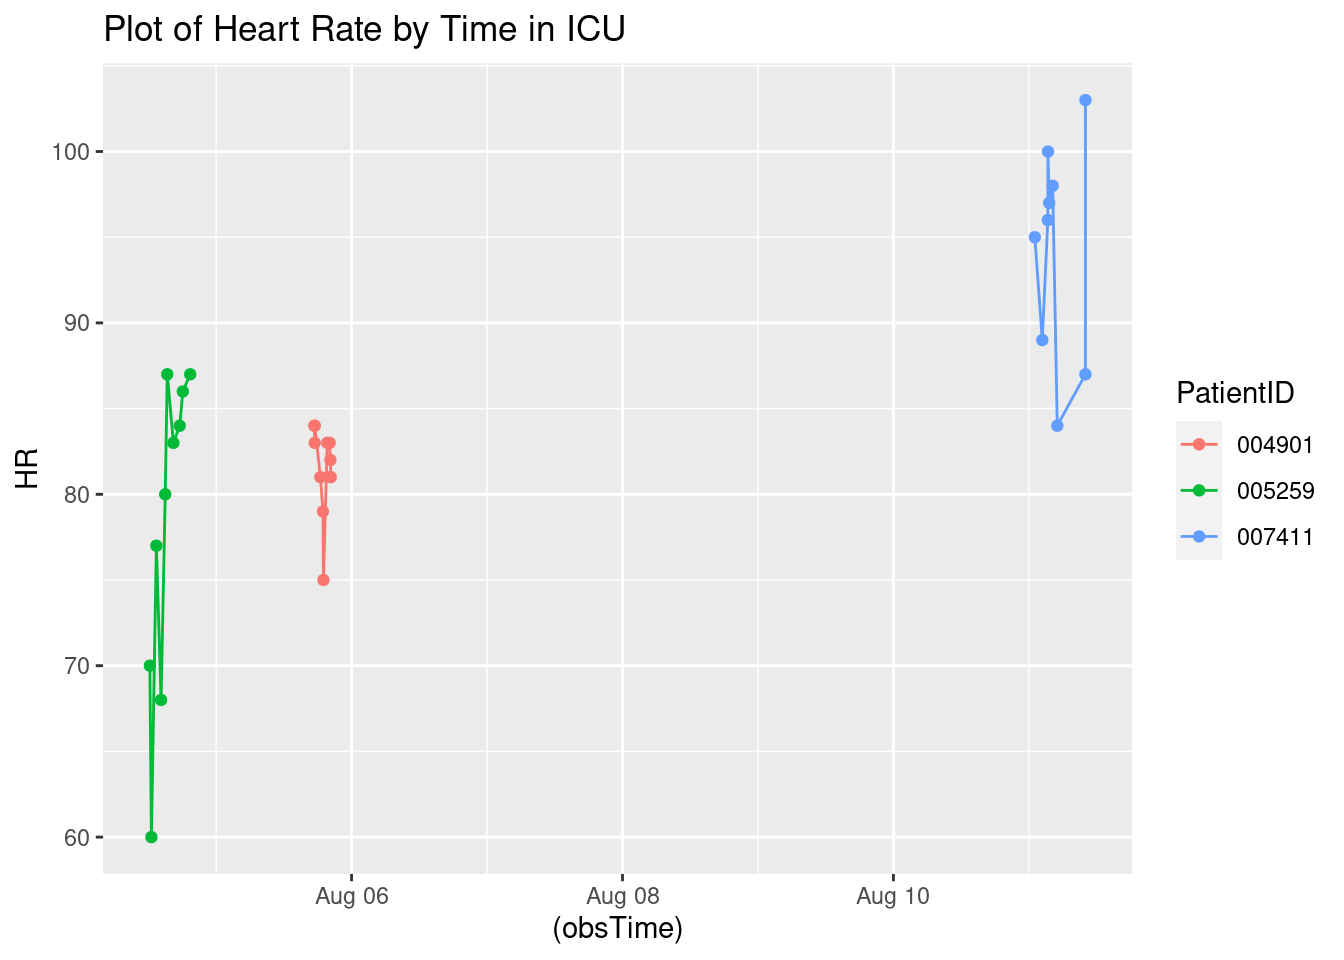 Plot of Heart Rate by Time in ICU
100
90
80
70
60
HR
Aug 06
Aug 08
Aug 10
(obsTime)
PatientID
004901
005259
007411